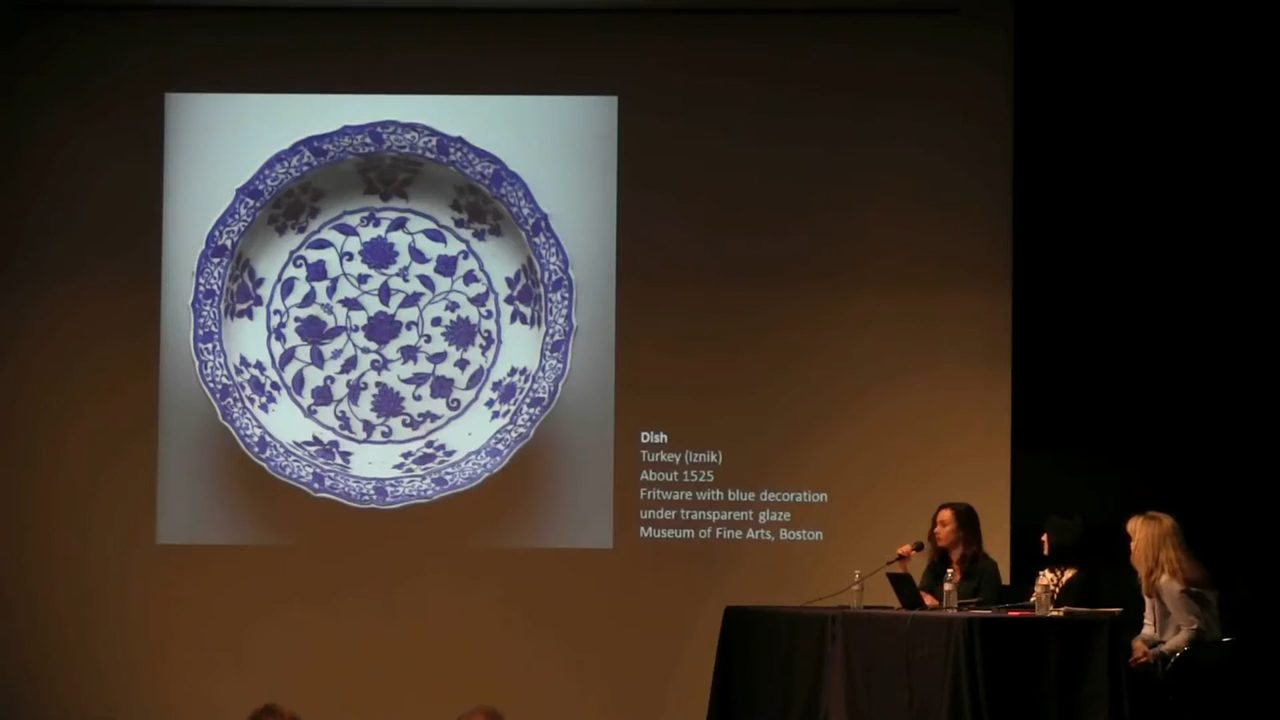 Dish
Turkey (Iznik)
About 1525
Fritware with blue decoration
under transparent glaze
Museum of Fine Arts, Boston